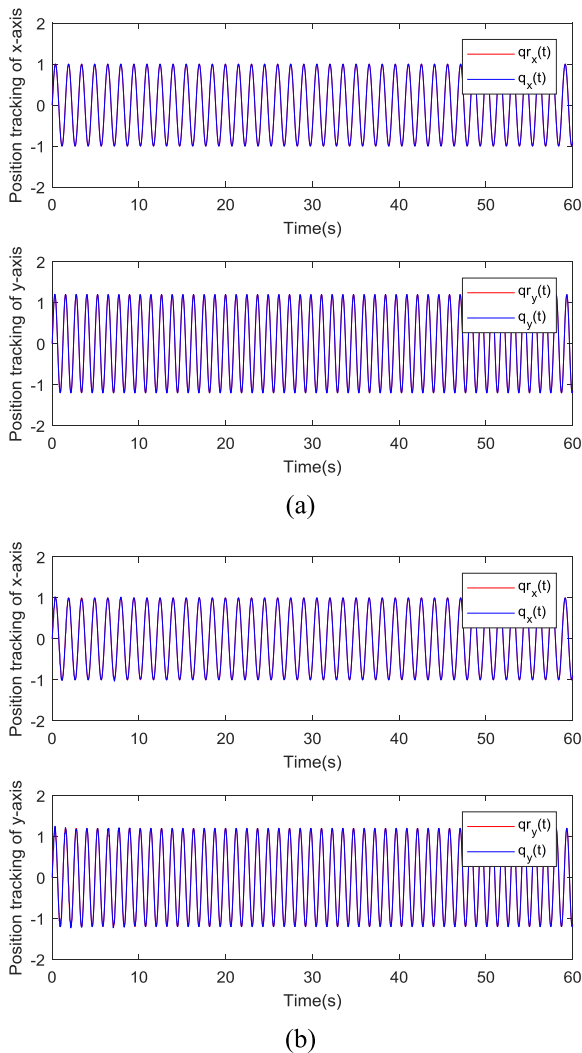 Position tracking of x-axis
2
1
0
-1
-2
qr_x(t)
q_x(t)
0 10 20 30 40 50 60
Time(s)
Position tracking of y-axis
2
1
0
-1
-2
qr_y(t)
q_y(t)
0 10 20 30 40 50 60
Time(s)
(a)
Position tracking of x-axis
2
1
0
-1
-2
qr_x(t)
q_x(t)
0 10 20 30 40 50 60
Time(s)
Position tracking of y-axis
2
1
0
-1
-2
qr_y(t)
q_y(t)
0 10 20 30 40 50 60
Time(s)
(b)